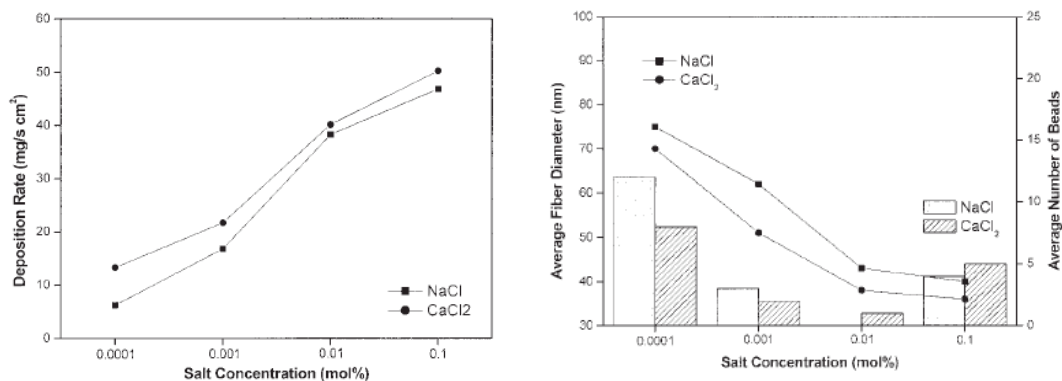 60
50
40
30
20
10
0
Deposition Rate (mg/s cm²)
NaCl
CaCl2
0.0001 0.001 0.01 0.1
Salt Concentration (mol%)
100
90
80
70
60
50
40
30
Average Fiber Diameter (nm)
NaCl
CaCl₂
NaCl
CaCl₂
25
20
15
10
5
0
Average Number of Beads
0.0001 0.001 0.01 0.1
Salt Concentration (mol%)